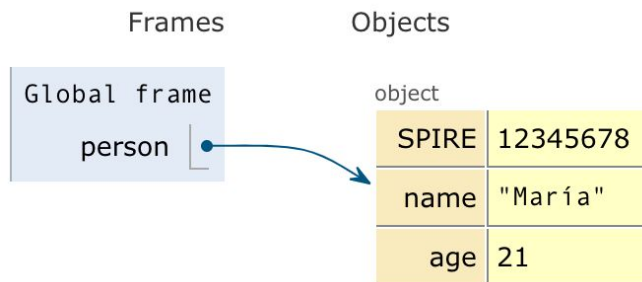 Frames Objects
Global frame
person
object
SPIRE 12345678
name "María"
age 21